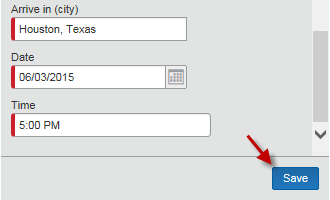 Arrive in (city)
Houston, Texas
Date
06/03/2015
Time
5:00 PM
Save